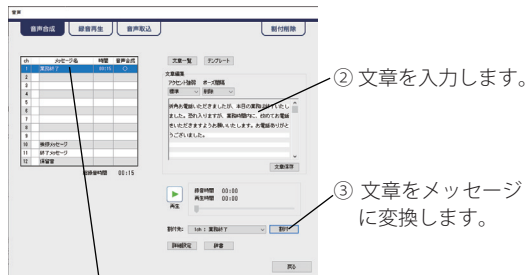 音声
音声合成 録音再生 音声取込 割付削除
ch メッセージ名 時間 音声合成
1 業務終了 00:15 ○
2
3
4
5
6
7
8
9
10 挨拶メッセージ
11 終了メッセージ
12 保留音
総録音時間 00:15
文章一覧 テンプレート
文章編集
アクセント強調 ポーズ間隔
標準 削除
折角お電話いただきましたが、本日の業務は終了いたし
ました。恐れ入りますが、業務時間内に、改めてお電話
をいただきますようお願いいたします。お電話ありがと
うございました。
文章保存
再生
録音時間 00:00
再生時間 00:00
割付先: 1ch : 業務終了 割付
詳細設定 辞書
戻る
② 文章を入力します。
③ 文章をメッセージ
に変換します。